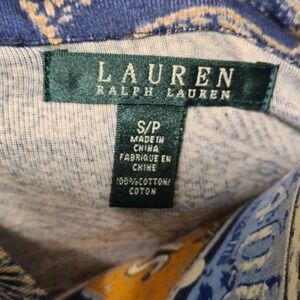 LAUREN
RALPH LAUREN
S/P
MADE IN
CHINA
FABRIQUE EN
CHINE
100%COTTON/
COTON